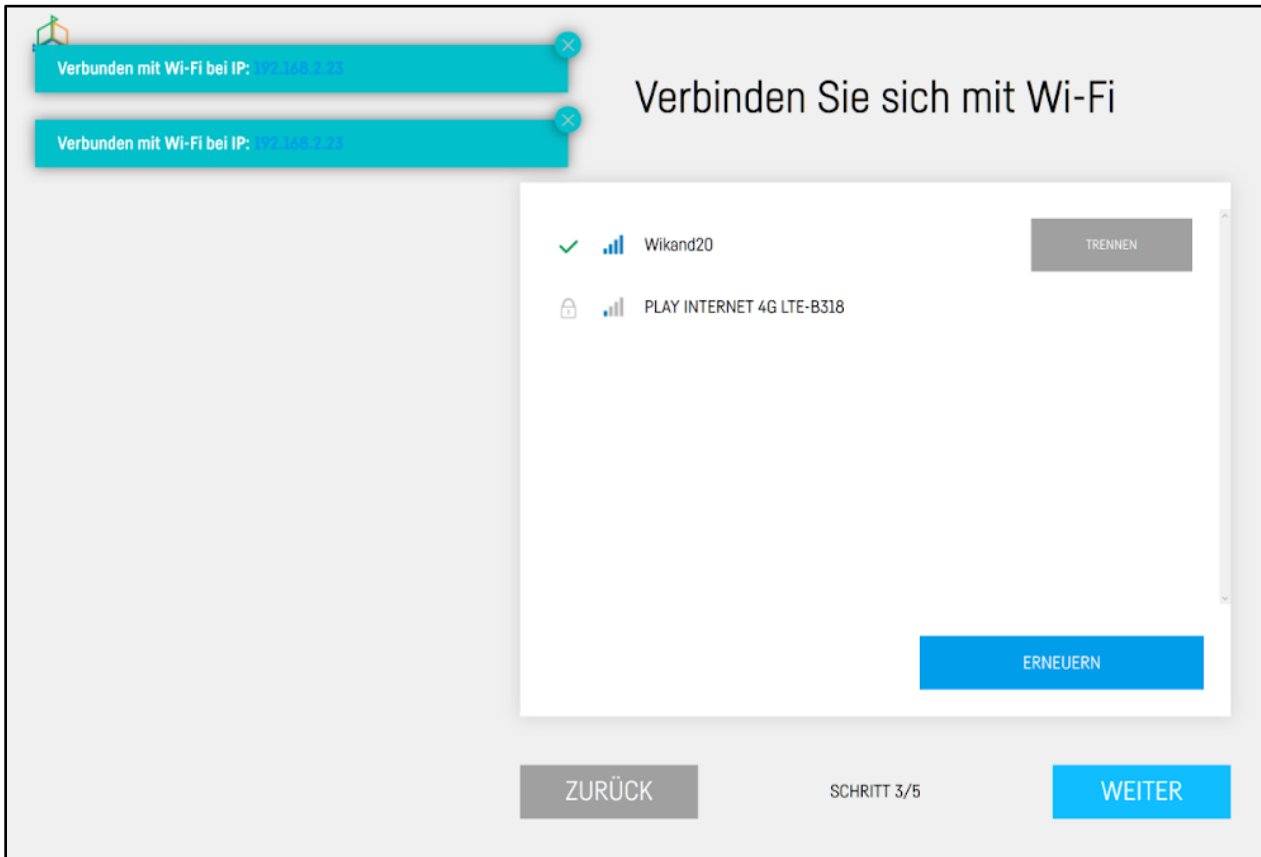 Verbunden mit Wi-Fi bei IP: 192.168.2.23
Verbunden mit Wi-Fi bei IP: 192.168.2.23
Verbinden Sie sich mit Wi-Fi
Wikand20
TRENNEN
PLAY INTERNET 4G LTE-B318
ERNEUERN
ZURÜCK
SCHRITT 3/5
WEITER